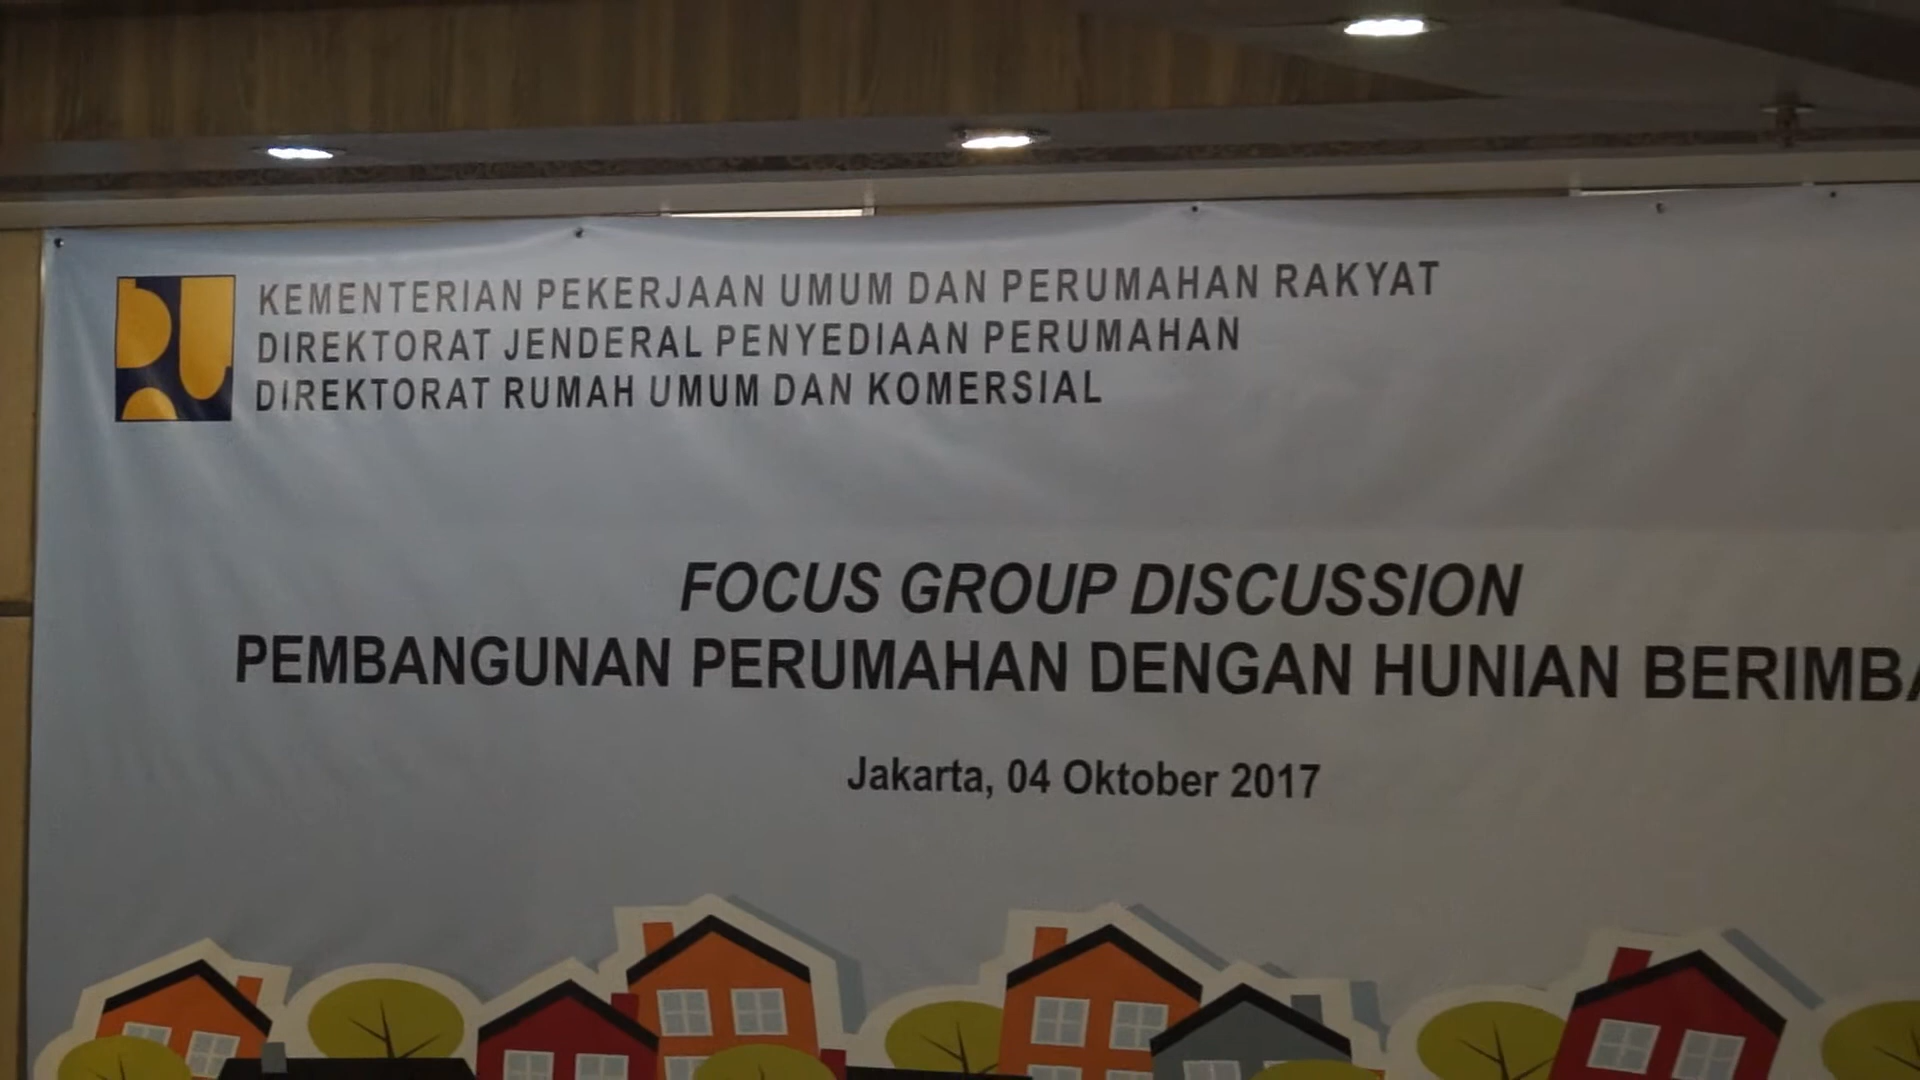 KEMENTERIAN PEKERJAAN UMUM DAN PERUMAHAN RAKYAT
DIREKTORAT JENDERAL PENYEDIAAN PERUMAHAN
DIREKTORAT RUMAH UMUM DAN KOMERSIAL
FOCUS GROUP DISCUSSION
PEMBANGUNAN PERUMAHAN DENGAN HUNIAN BERIMBA
Jakarta, 04 Oktober 2017